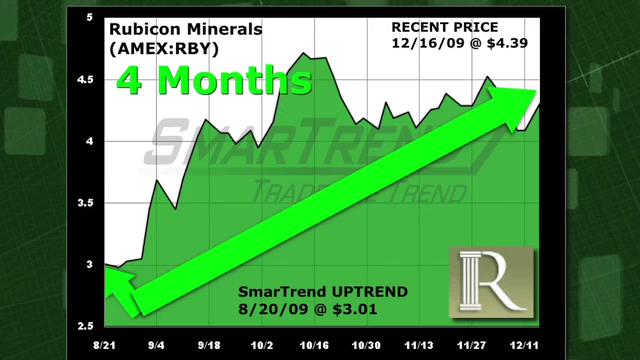 Rubicon Minerals
(AMEX:RBY)
4 Months
RECENT PRICE
12/16/09 @ $4.39
5
4.5
4
3.5
3
2.5
SmarTrend
SmarTrend UPTREND
8/20/09 @ $3.01
R
8/21 9/4 9/18 10/2 10/16 10/30 11/13 11/27 12/11